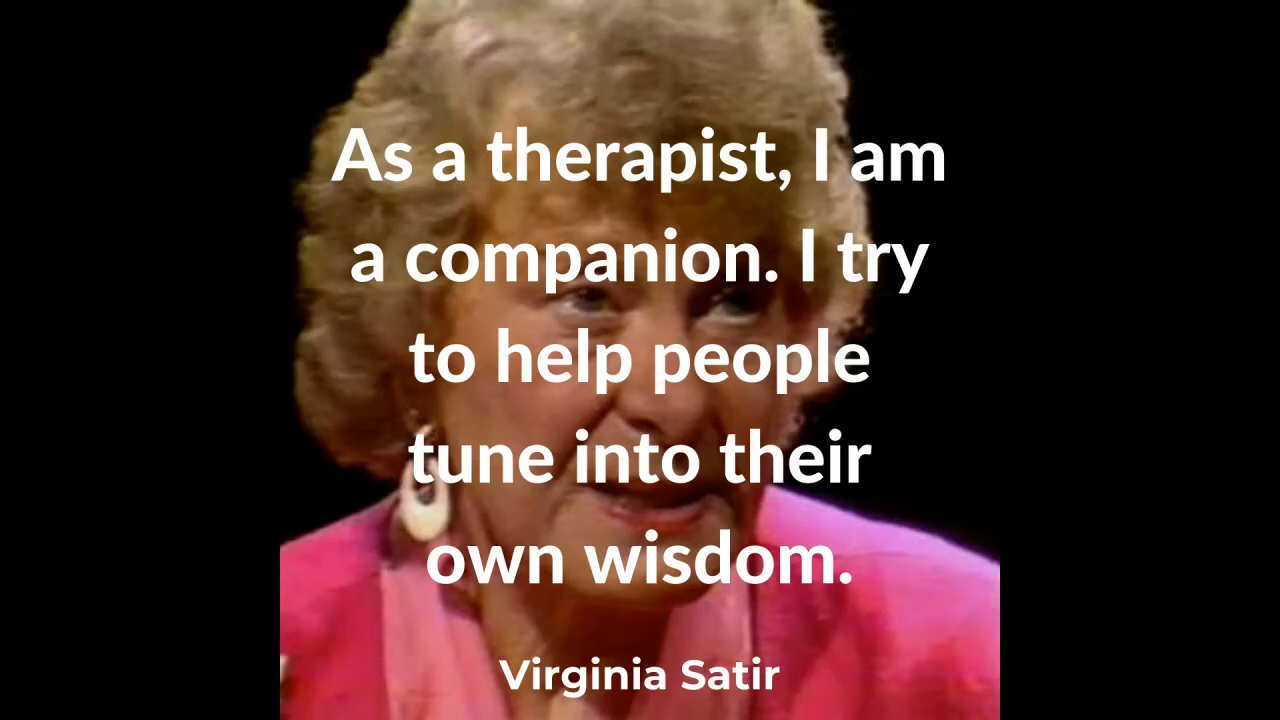 As a therapist, I am
a companion. I try
to help people
tune into their
own wisdom.
Virginia Satir